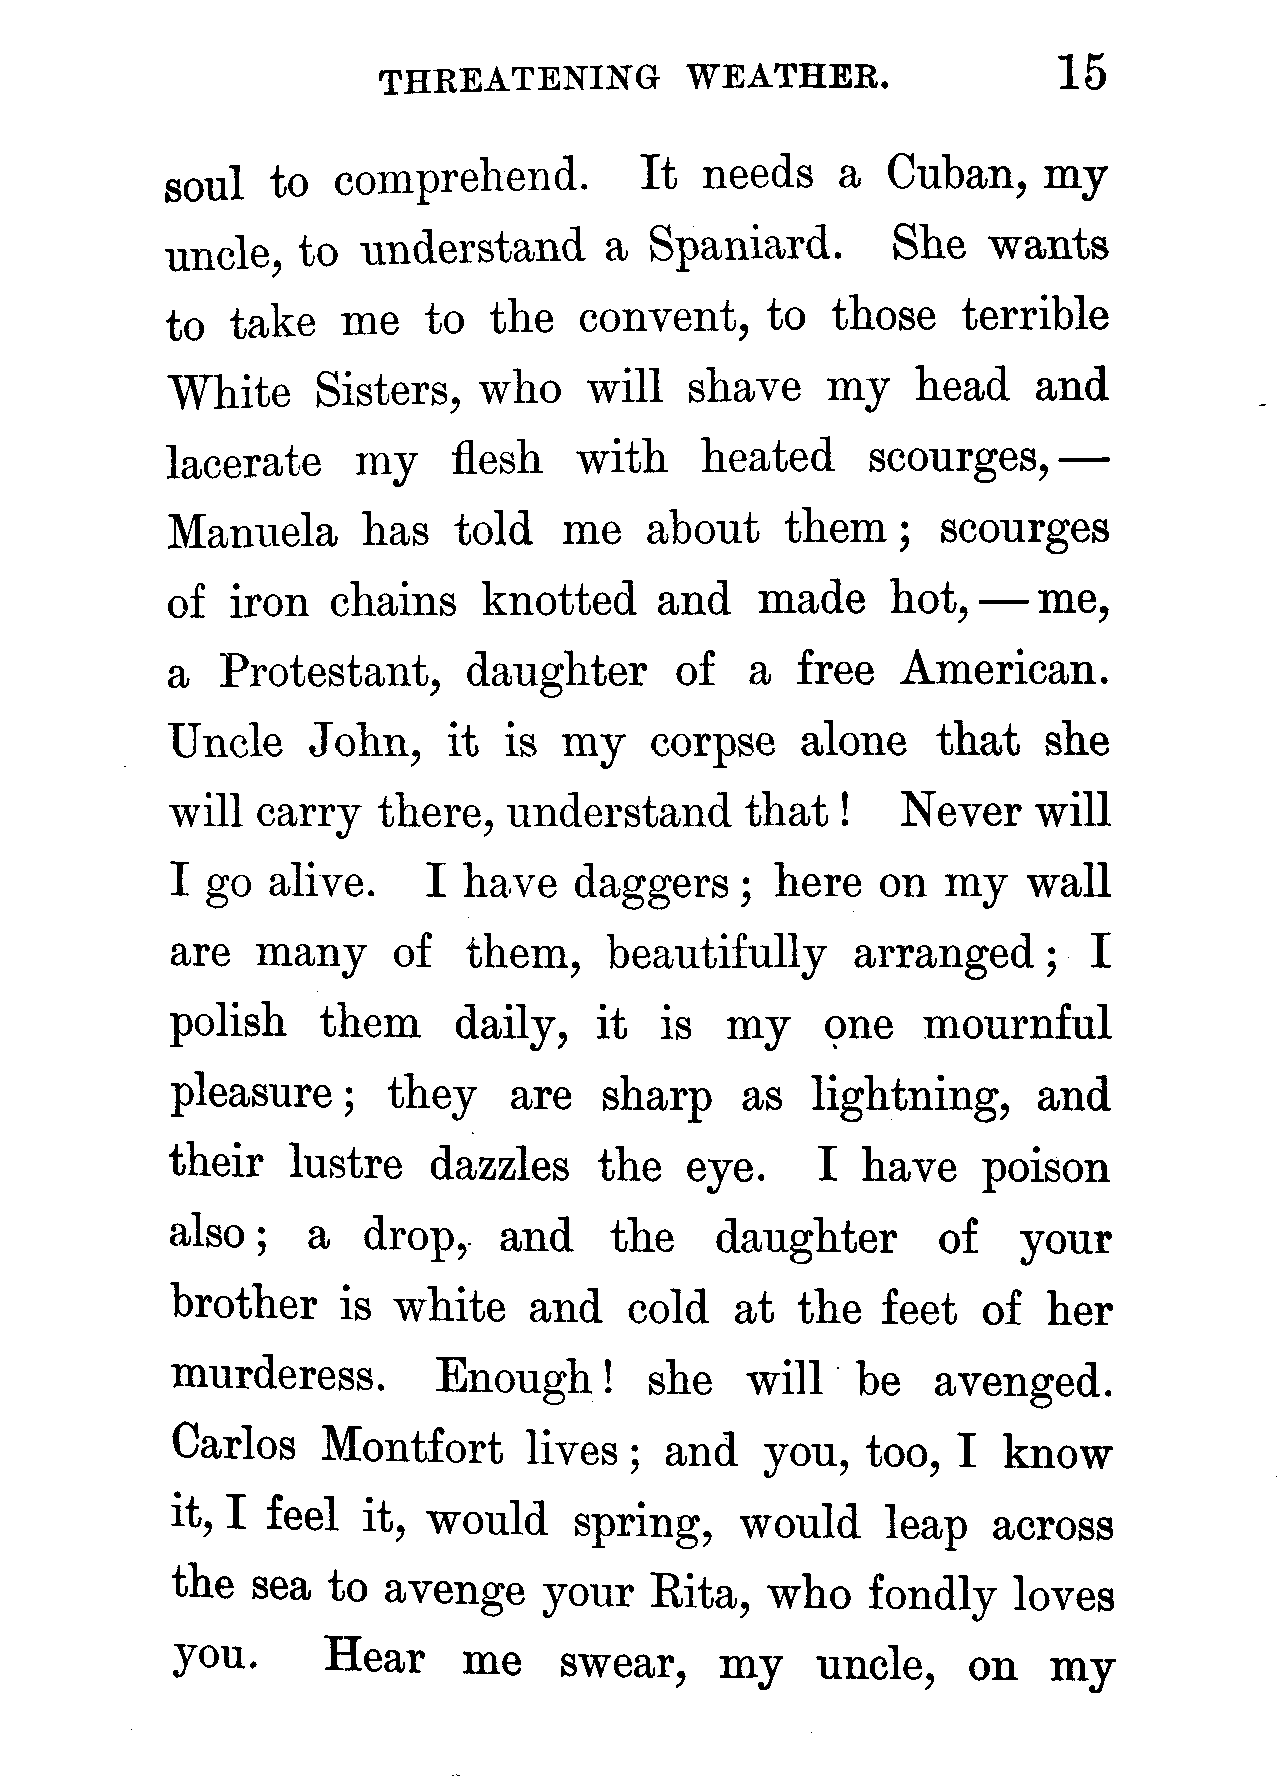 THREATENING WEATHER. 15
soul to comprehend. It needs a Cuban, my
uncle, to understand a Spaniard. She wants
to take me to the convent, to those terrible
White Sisters, who will shave my head and
lacerate my flesh with heated scourges, —
Manuela has told me about them ; scourges
of iron chains knotted and made hot, — me,
a Protestant, daughter of a free American.
Uncle John, it is my corpse alone that she
will carry there, understand that ! Never will
I go alive. I have daggers ; here on my wall
are many of them, beautifully arranged ; I
polish them daily, it is my one mournful
pleasure ; they are sharp as lightning, and
their lustre dazzles the eye. I have poison
also ; a drop, and the daughter of your
brother is white and cold at the feet of her
murderess. Enough ! she will be avenged.
Carlos Montfort lives ; and you, too, I know
it, I feel it, would spring, would leap across
the sea to avenge your Rita, who fondly loves
you. Hear me swear, my uncle, on my